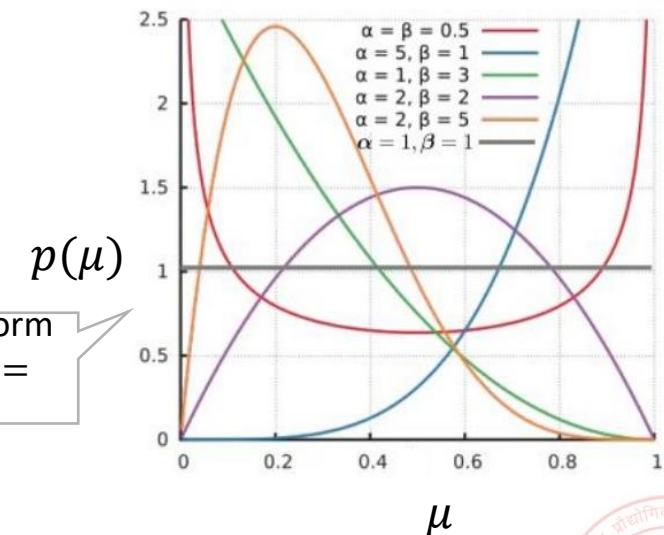 2.5
2
1.5
1
0.5
0
α = β = 0.5
α = 5, β = 1
α = 1, β = 3
α = 2, β = 2
α = 2, β = 5
α = 1, β = 1
p(μ)
orm
=
0 0.2 0.4 0.6 0.8 1
μ